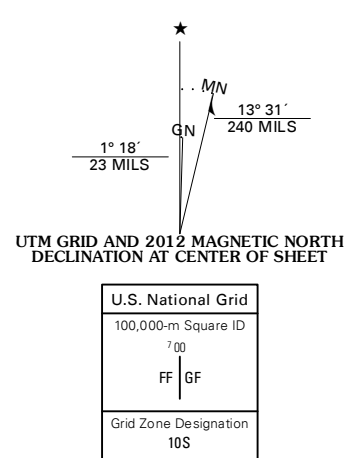 ★
MN
13° 31´
240 MILS
GN
1° 18´
23 MILS
UTM GRID AND 2012 MAGNETIC NORTH
DECLINATION AT CENTER OF SHEET
U.S. National Grid
100,000-m Square ID
7 00
FF GF
Grid Zone Designation
10S